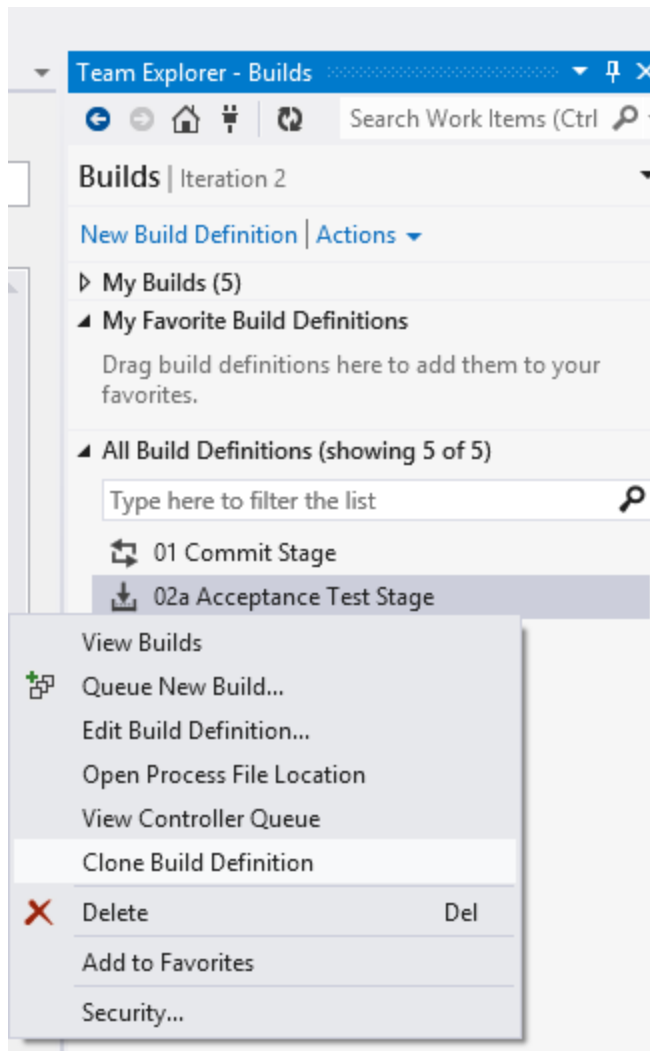 Team Explorer - Builds
Search Work Items (Ctrl
Builds | Iteration 2
New Build Definition | Actions
My Builds (5)
My Favorite Build Definitions
Drag build definitions here to add them to your
favorites.
All Build Definitions (showing 5 of 5)
Type here to filter the list
01 Commit Stage
02a Acceptance Test Stage
View Builds
Queue New Build...
Edit Build Definition...
Open Process File Location
View Controller Queue
Clone Build Definition
Delete Del
Add to Favorites
Security...